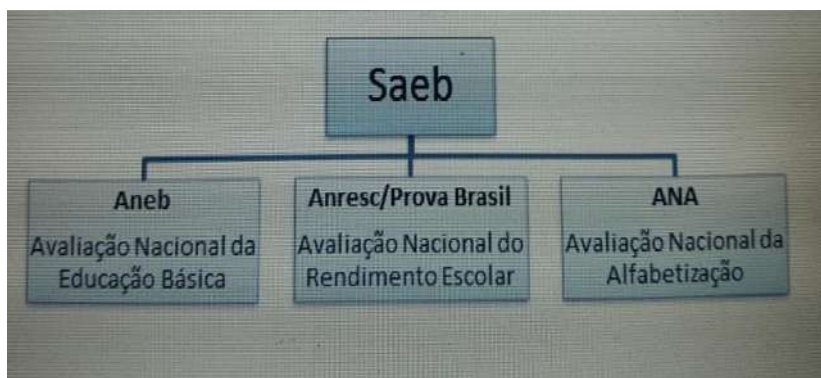 Saeb
Aneb
Avaliação Nacional da
Educação Básica
Anresc/Prova Brasil
Avaliação Nacional do
Rendimento Escolar
ANA
Avaliação Nacional da
Alfabetização